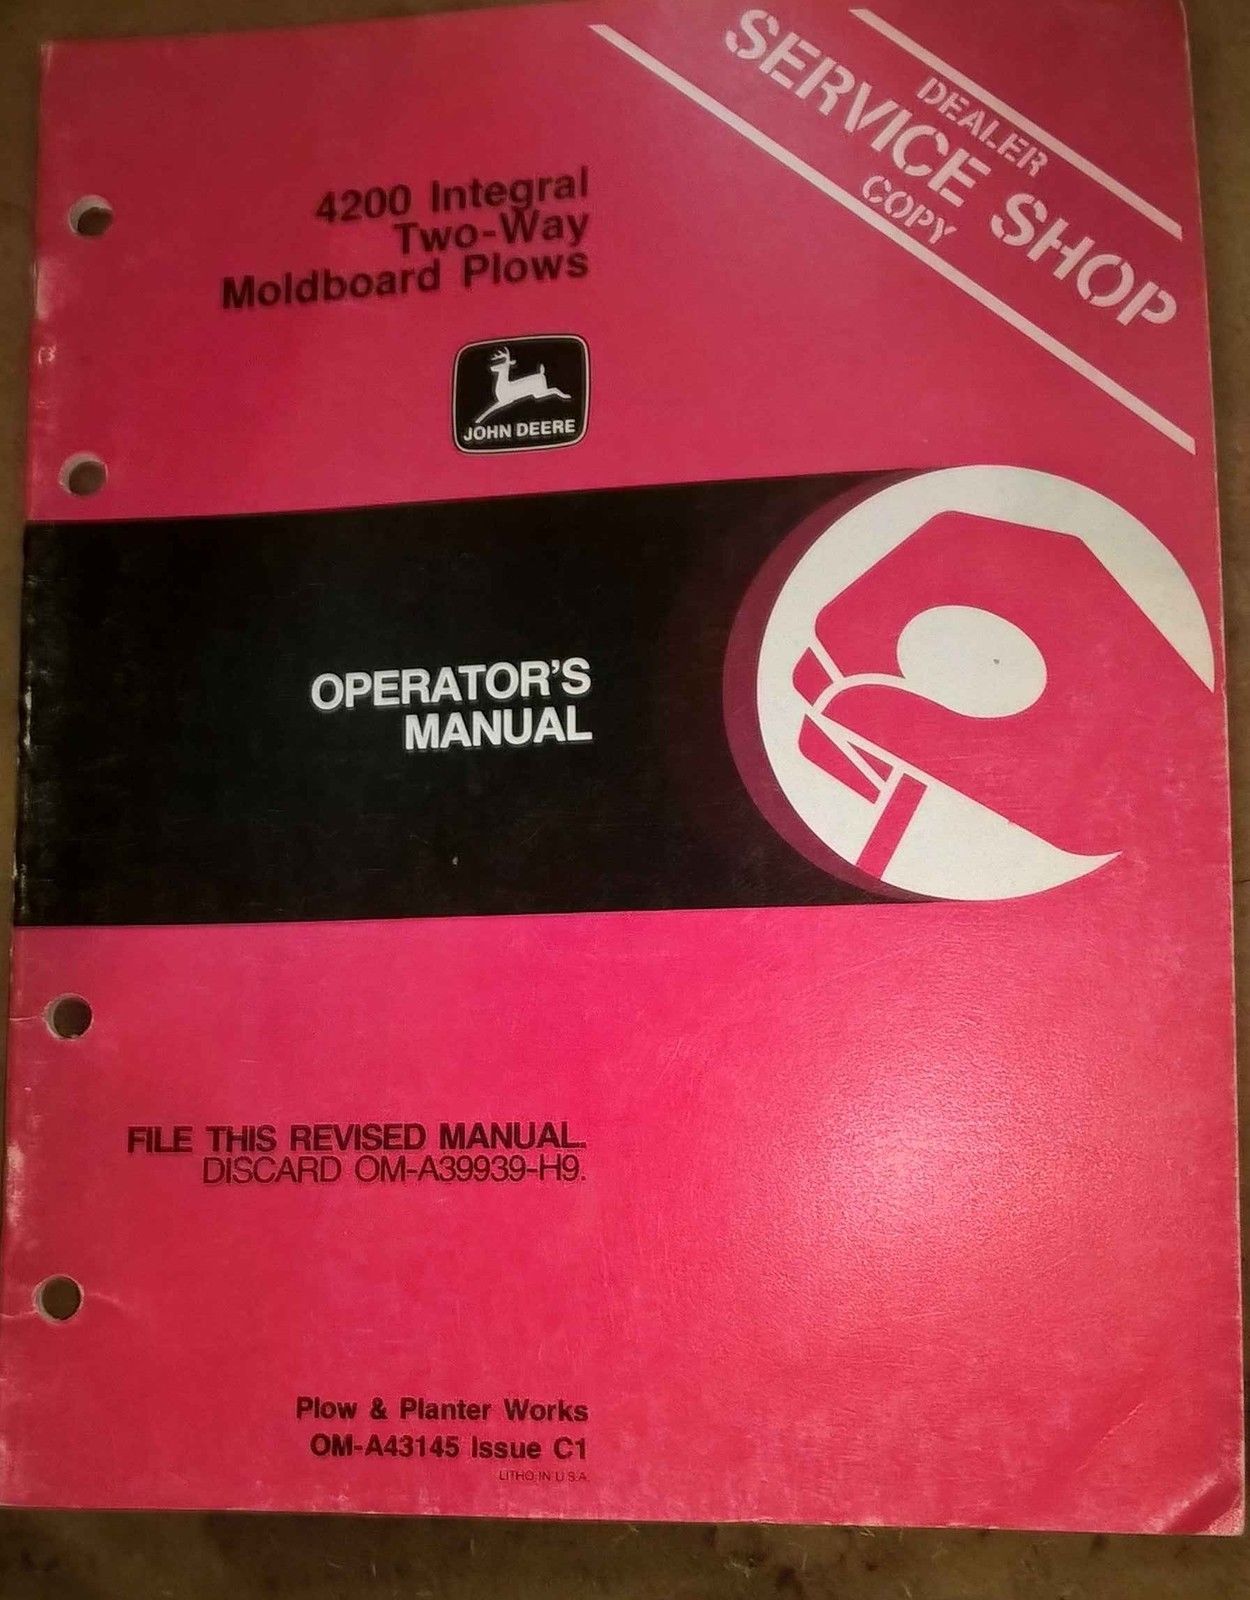 DEALER
SERVICE SHOP
COPY
4200 Integral
Two-Way
Moldboard Plows
JOHN DEERE
OPERATOR'S
MANUAL
FILE THIS REVISED MANUAL.
DISCARD OM-A39939-H9.
Plow & Planter Works
OM-A43145 Issue C1
LITHO IN U.S.A.